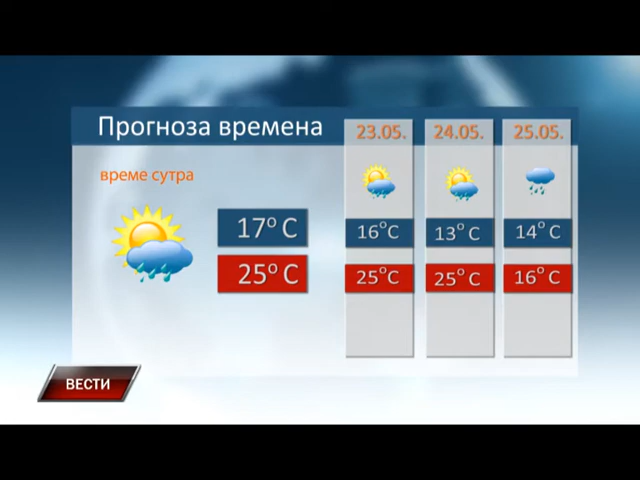 Прогноза времена
време сутра
17° C
25° C
23.05.
16°C
25°C
24.05.
13°C
25°C
25.05.
14°C
16°C
ВЕСТИ